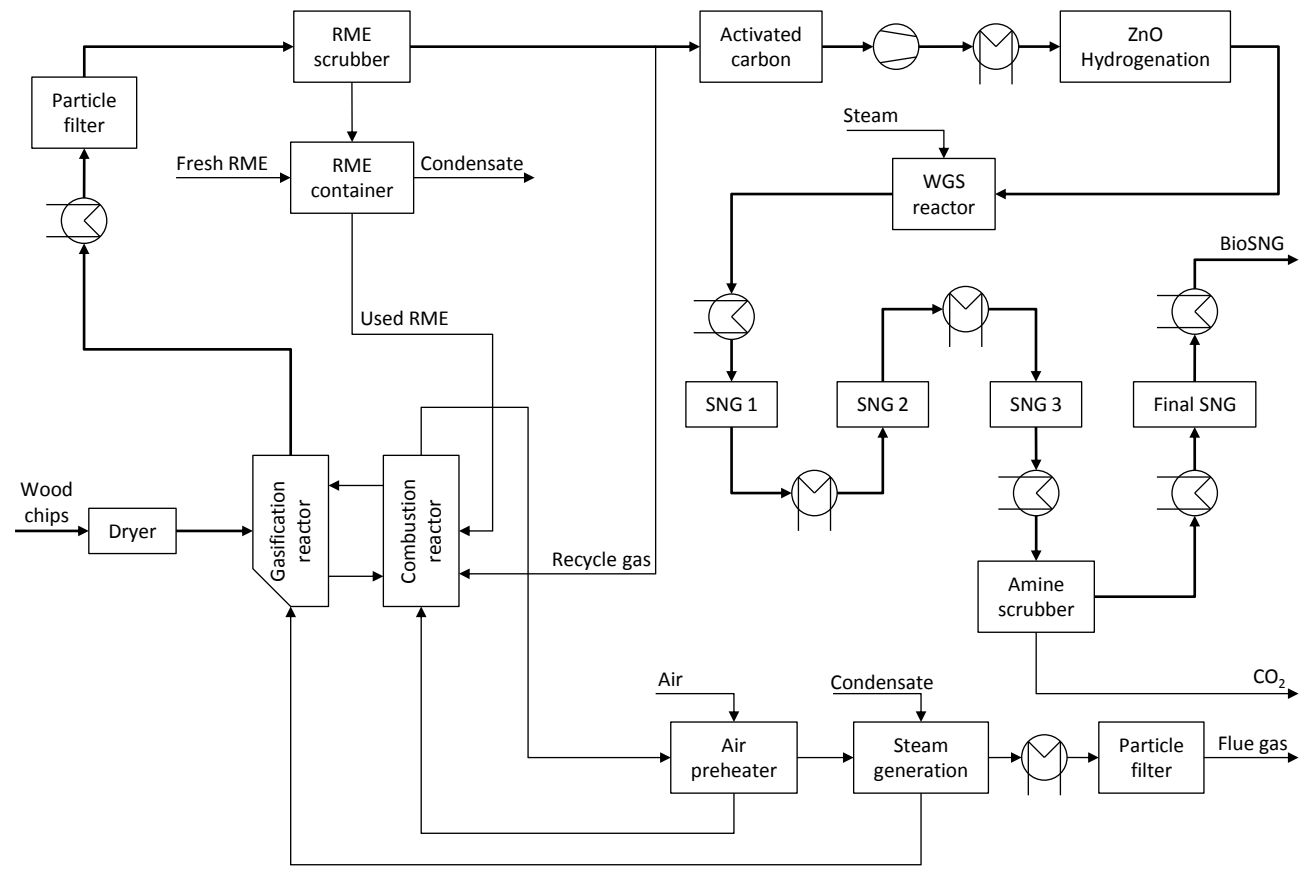 RME
scrubber
Activated
carbon
ZnO
Hydrogenation
Particle
filter
Steam
Fresh RME
RME
container
Condensate
WGS
reactor
BioSNG
Used RME
SNG 1
SNG 2
SNG 3
Final SNG
Wood
chips
Dryer
Gasification
reactor
Combustion
reactor
Recycle gas
Amine
scrubber
CO₂
Air
Condensate
Air
preheater
Steam
generation
Particle
filter
Flue gas